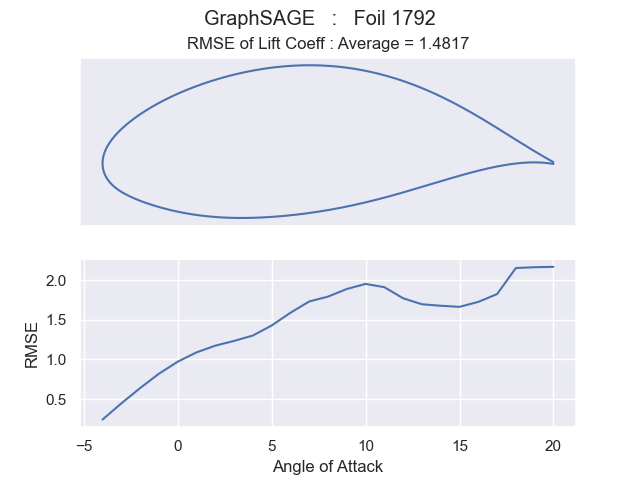 GraphSAGE   :   Foil 1792
RMSE of Lift Coeff : Average = 1.4817
2.0
1.5
1.0
0.5
RMSE
−5 0 5 10 15 20
Angle of Attack